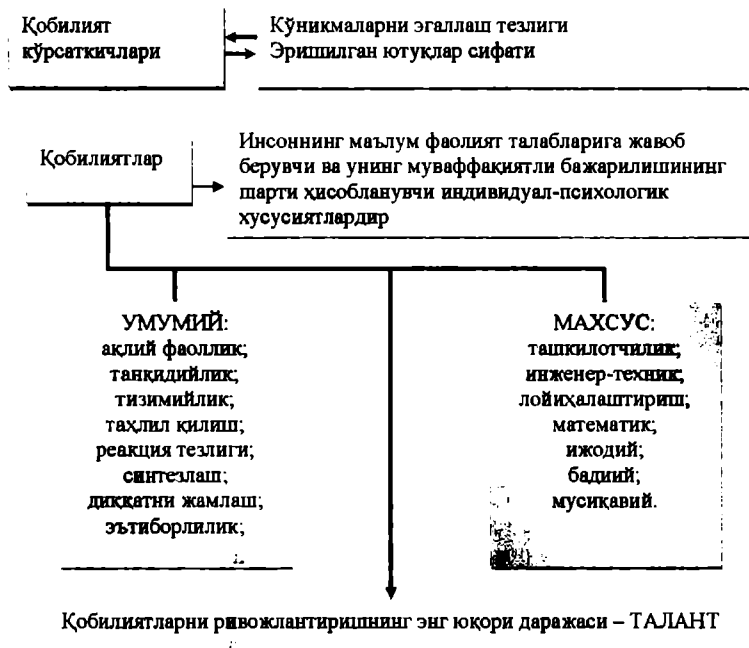 Қобилият
кўрсаткичлари
Кўникмаларни эгаллаш тезлиги
Эришилган ютуқлар сифати
Қобилиятлар
Инсоннинг маълум фаолият талабларига жавоб
берувчи ва унинг муваффақиятли бажарилишининг
шарти ҳисобланувчи индивидуал-психологик
хусусиятлардир
УМУМИЙ:
ақлий фаоллик;
танқидийлик;
тизимийлик;
таҳлил қилиш;
реакция тезлиги;
синтезлаш;
диққатни жамлаш;
эътиборлилик;
МАХСУС:
ташкилотчилик;
инженер-техник;
лойиҳалаштириш;
математик;
ижодий;
бадиий;
мусиқавий.
Қобилиятларни ривожлантиришнинг энг юқори даражаси – ТАЛАНТ